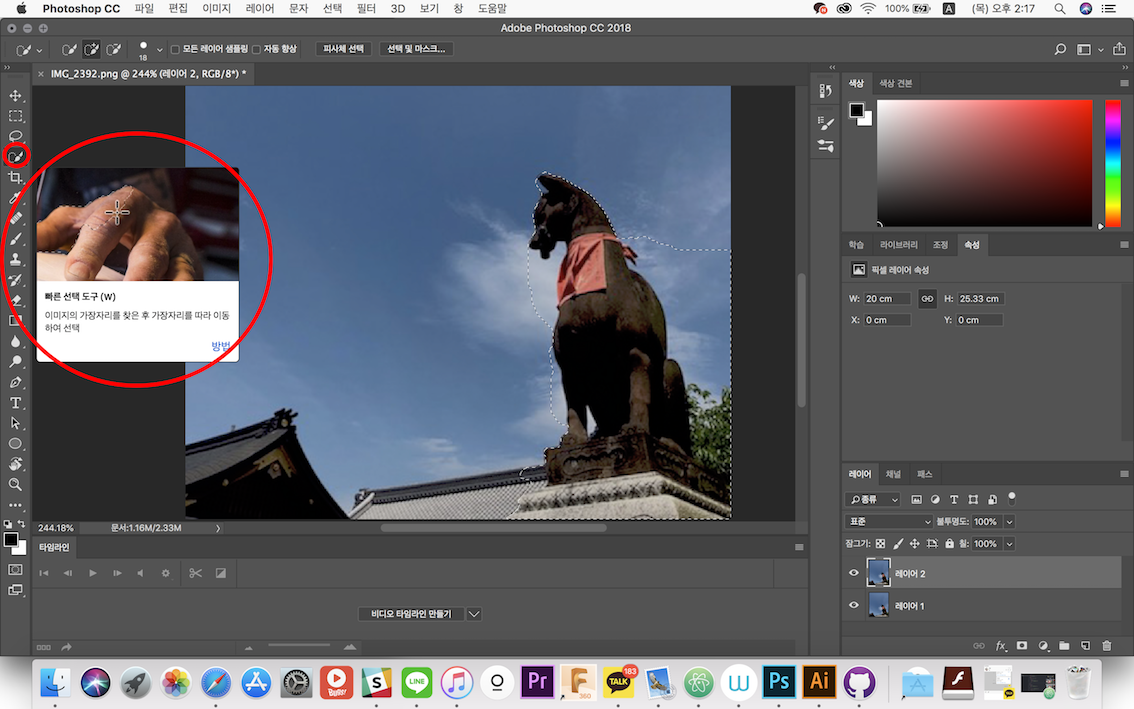 Photoshop CC 파일 편집 이미지 레이어 문자 선택 필터 3D 보기 창 도움말 100% A (목) 오후 2:17
Adobe Photoshop CC 2018
18 모든 레이어 샘플링 자동 향상 피사체 선택 선택 및 마스크...
× IMG_2392.png @ 244% (레이어 2, RGB/8*) *
색상 색상 견본
빠른 선택 도구 (W)
이미지의 가장자리를 찾은 후 가장자리를 따라 이동
하여 선택
방법
학습 라이브러리 조정 속성
픽셀 레이어 속성
W: 20 cm H: 25.33 cm
X: 0 cm Y: 0 cm
레이어 채널 패스
종류
표준 불투명도: 100%
잠그기: 칠: 100%
레이어 2
레이어 1
fx
244.18% 문서:1.16M/2.33M
타임라인
비디오 타임라인 만들기
LINE
Pr
F
360
TALK
183
Ps
Ai